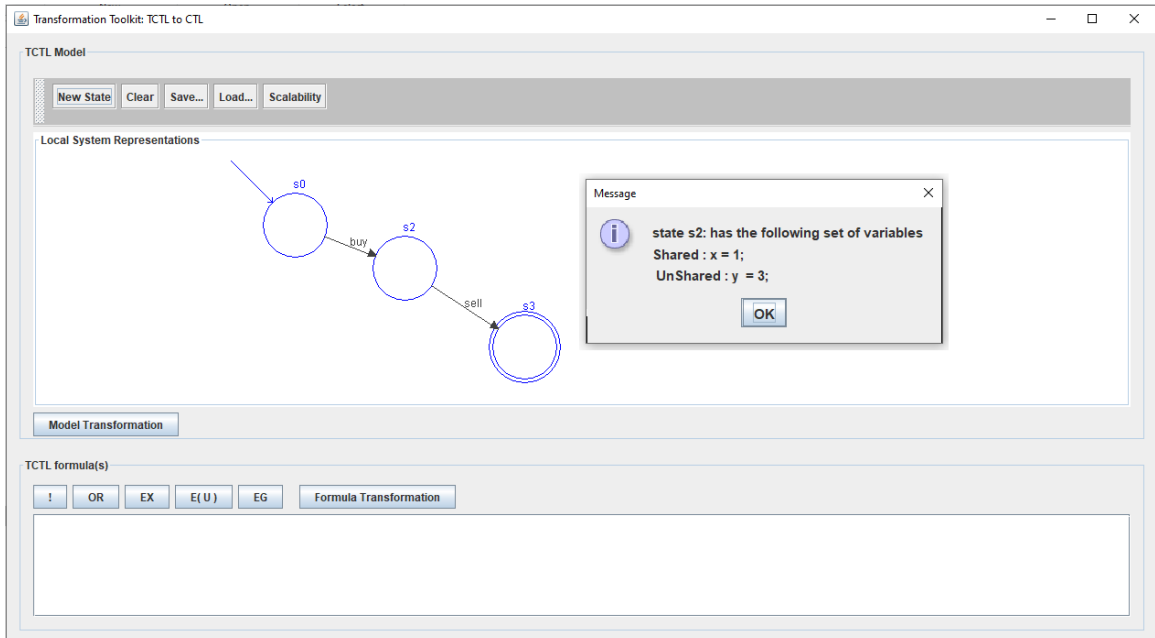 Transformation Toolkit: TCTL to CTL
TCTL Model
New State Clear Save... Load... Scalability
Local System Representations
s0
buy
s2
sell
s3
Message
state s2: has the following set of variables
Shared : x = 1;
UnShared : y = 3;
OK
Model Transformation
TCTL formula(s)
! OR EX E( U ) EG Formula Transformation